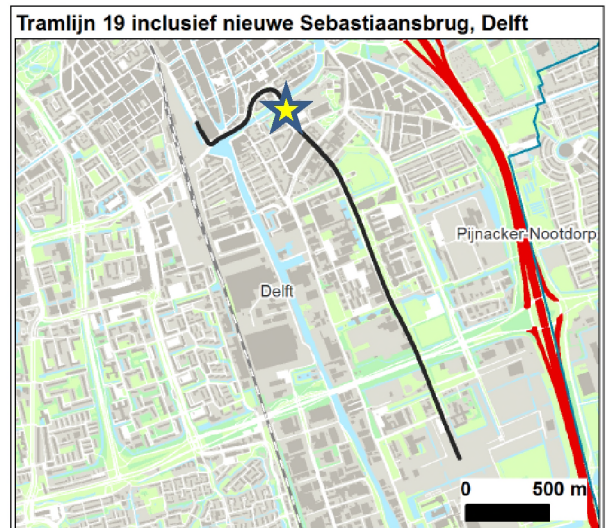 Tramlijn 19 inclusief nieuwe Sebastiaansbrug, Delft
Pijnacker-Nootdorp
Delft
0 500 m